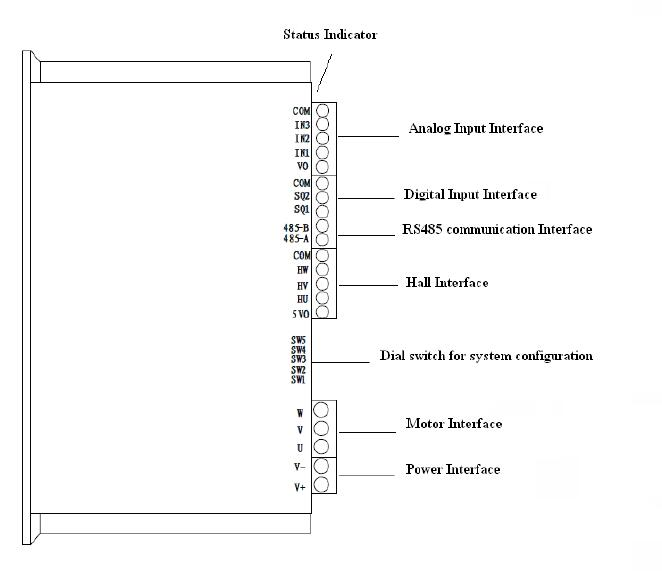 Status Indicator
COM
IN3
Analog Input Interface
IN2
IN1
VO
COM
SQ2
Digital Input Interface
SQ1
485-B
RS485 communication Interface
485-A
COM
HW
HV
Hall Interface
HU
5VO
SW5
SW4
SW3
Dial switch for system configuration
SW2
SW1
W
V
Motor Interface
U
V-
Power Interface
V+